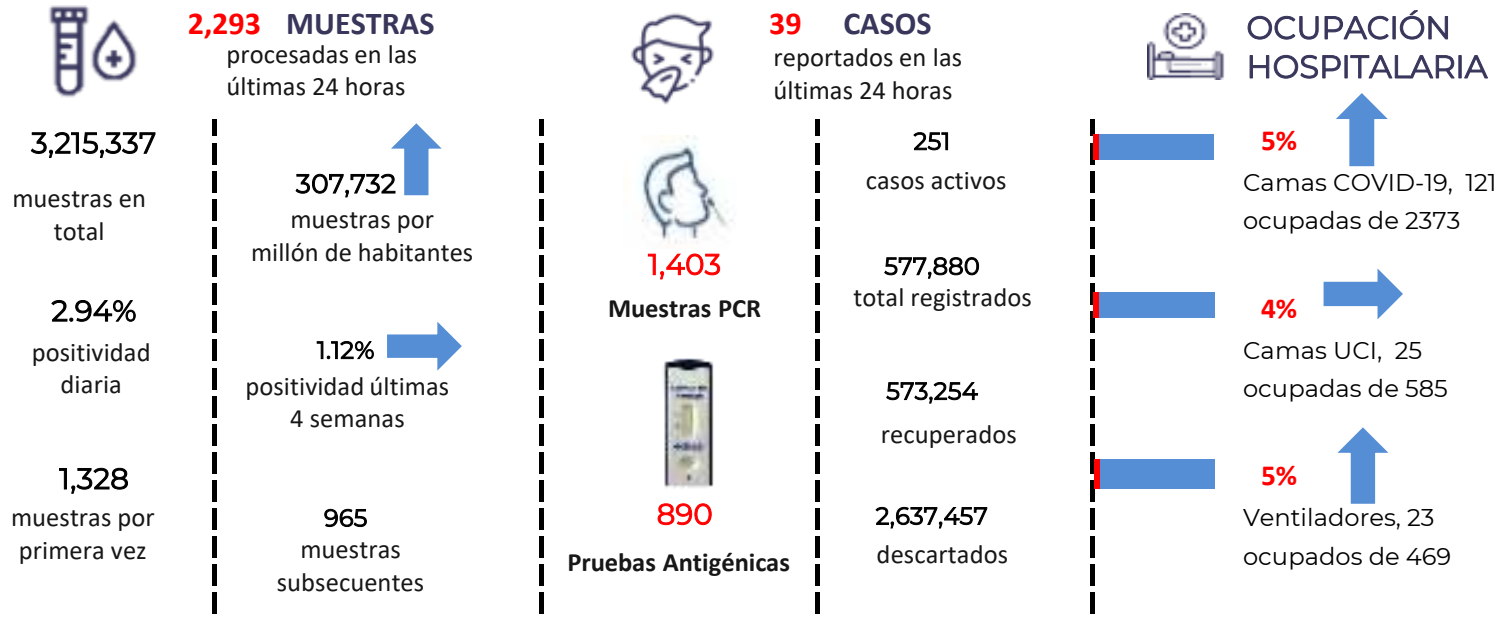 2,293 MUESTRAS
procesadas en las
últimas 24 horas
3,215,337
muestras en
total
307,732
muestras por
millón de habitantes
2.94%
positividad
diaria
1.12%
positividad últimas
4 semanas
1,328
muestras por
primera vez
965
muestras
subsecuentes
39 CASOS
reportados en las
últimas 24 horas
1,403
Muestras PCR
890
Pruebas Antigénicas
251
casos activos
577,880
total registrados
573,254
recuperados
2,637,457
descartados
OCUPACIÓN
HOSPITALARIA
5%
Camas COVID-19, 121
ocupadas de 2373
4%
Camas UCI, 25
ocupadas de 585
5%
Ventiladores, 23
ocupados de 469